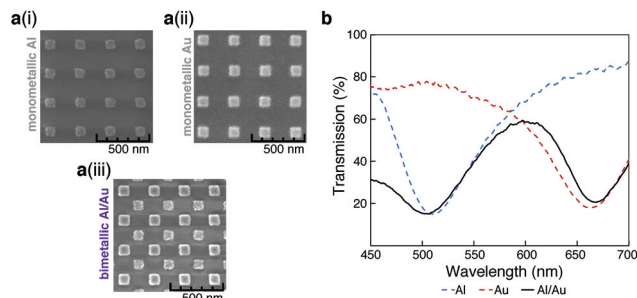 a(i)
monometallic Al
500 nm
a(ii)
monometallic Au
500 nm
a(iii)
bimetallic Al/Au
500 nm
b
Transmission (%)
100
80
60
40
20
0
450 500 550 600 650 700
Wavelength (nm)
Al Au Al/Au